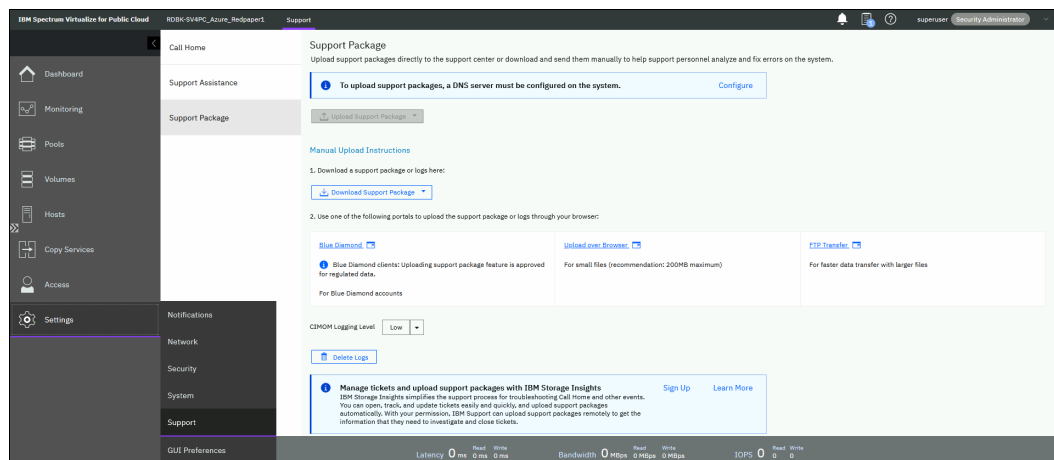 IBM Spectrum Virtualize for Public Cloud
RDBK-SV4PC_Azure_Redpaper1
Support
superuser
Security Administrator
Dashboard
Monitoring
Pools
Volumes
Hosts
Copy Services
Access
Settings
Call Home
Support Assistance
Support Package
Notifications
Network
Security
System
Support
GUI Preferences
Support Package
Upload support packages directly to the support center or download and send them manually to help support personnel analyze and fix errors on the system.
To upload support packages, a DNS server must be configured on the system.
Configure
Upload Support Package
Manual Upload Instructions
1. Download a support package or logs here:
Download Support Package
2. Use one of the following portals to upload the support package or logs through your browser:
Blue Diamond
Blue Diamond clients: Uploading support package feature is approved
for regulated data.
For Blue Diamond accounts
Upload over Browser
For small files (recommendation: 200MB maximum)
FTP Transfer
For faster data transfer with larger files
CIMOM Logging Level
Low
Delete Logs
Manage tickets and upload support packages with IBM Storage Insights
IBM Storage Insights simplifies the support process for troubleshooting Call Home and other events.
You can open, track, and update tickets easily and quickly, and upload support packages
automatically. With your permission, IBM Support can upload support packages remotely to get the
information that they need to investigate and close tickets.
Sign Up
Learn More
Latency 0 ms Read 0 ms Write 0 ms
Bandwidth 0 MBps Read 0 MBps Write 0 MBps
IOPS 0 Read 0 Write 0